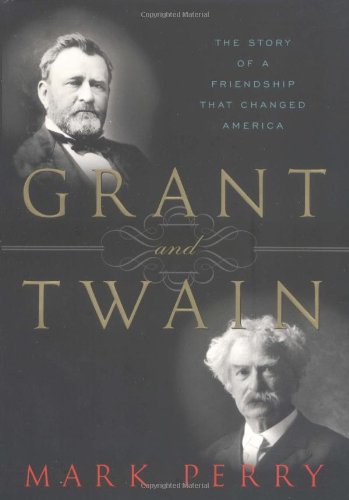 THE STORY
OF A
FRIENDSHIP
THAT CHANGED
AMERICA
GRANT
and
TWAIN
MARK PERRY